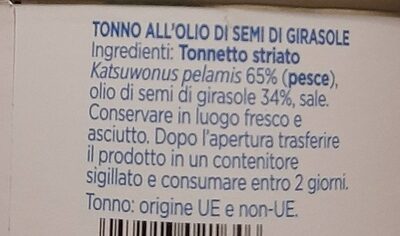 TONNO ALL'OLIO DI SEMI DI GIRASOLE
Ingredienti: Tonnetto striato
Katsuwonus pelamis 65% (pesce),
olio di semi di girasole 34%, sale.
Conservare in luogo fresco e
asciutto. Dopo l'apertura trasferire
il prodotto in un contenitore
sigillato e consumare entro 2 giorni.
Tonno: origine UE e non-UE.